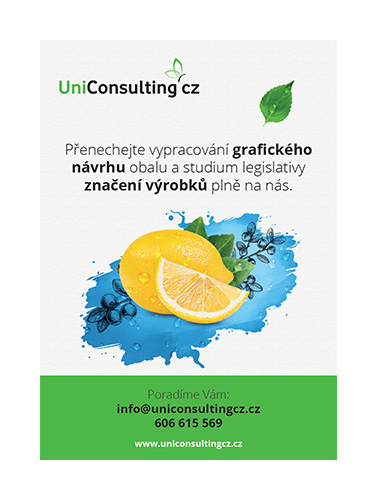 UniConsulting cz
Přenechejte vypracování grafického
návrhu obalu a studium legislativy
značení výrobků plně na nás.
Poradíme Vám:
info@uniconsultingcz.cz
606 615 569
www.uniconsultingcz.cz